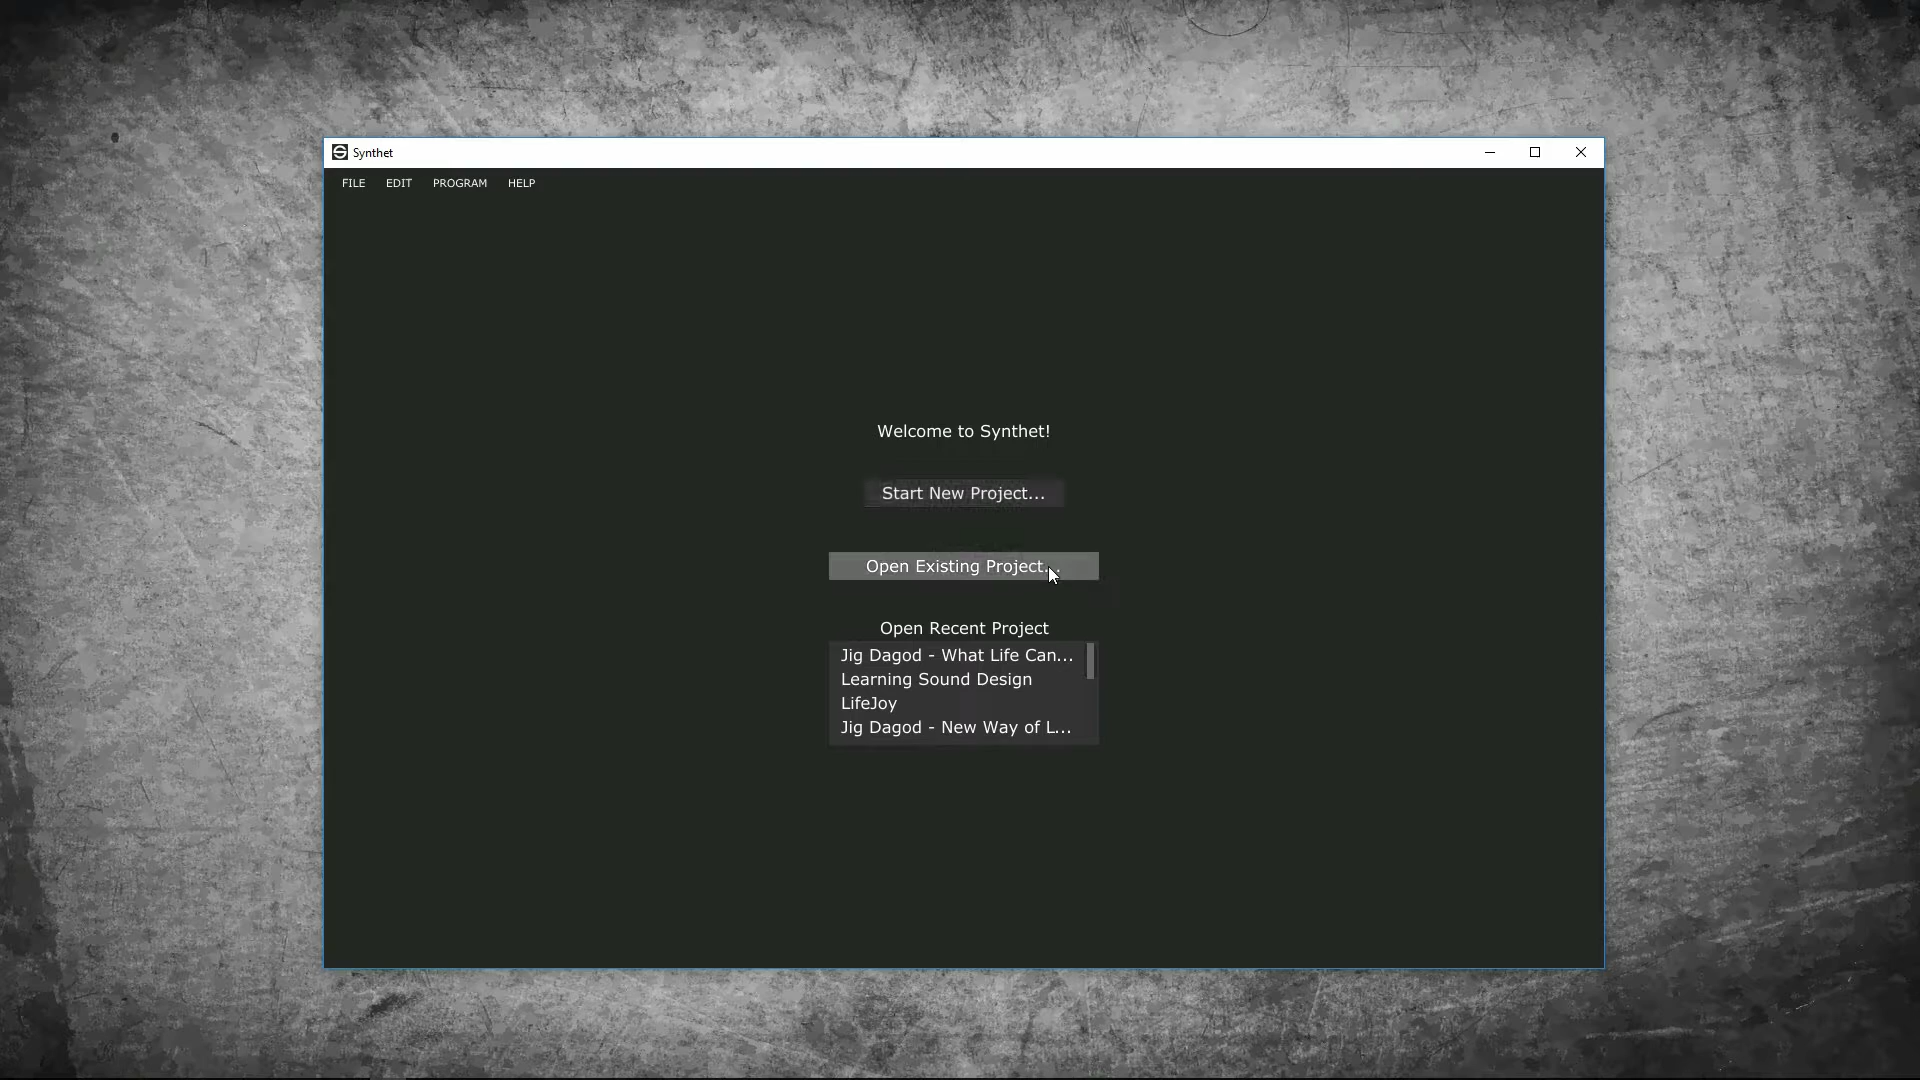 Synthet
FILE EDIT PROGRAM HELP
Welcome to Synthet!
Start New Project...
Open Existing Project...
Open Recent Project
Jig Dagod - What Life Can...
Learning Sound Design
LifeJoy
Jig Dagod - New Way of L...